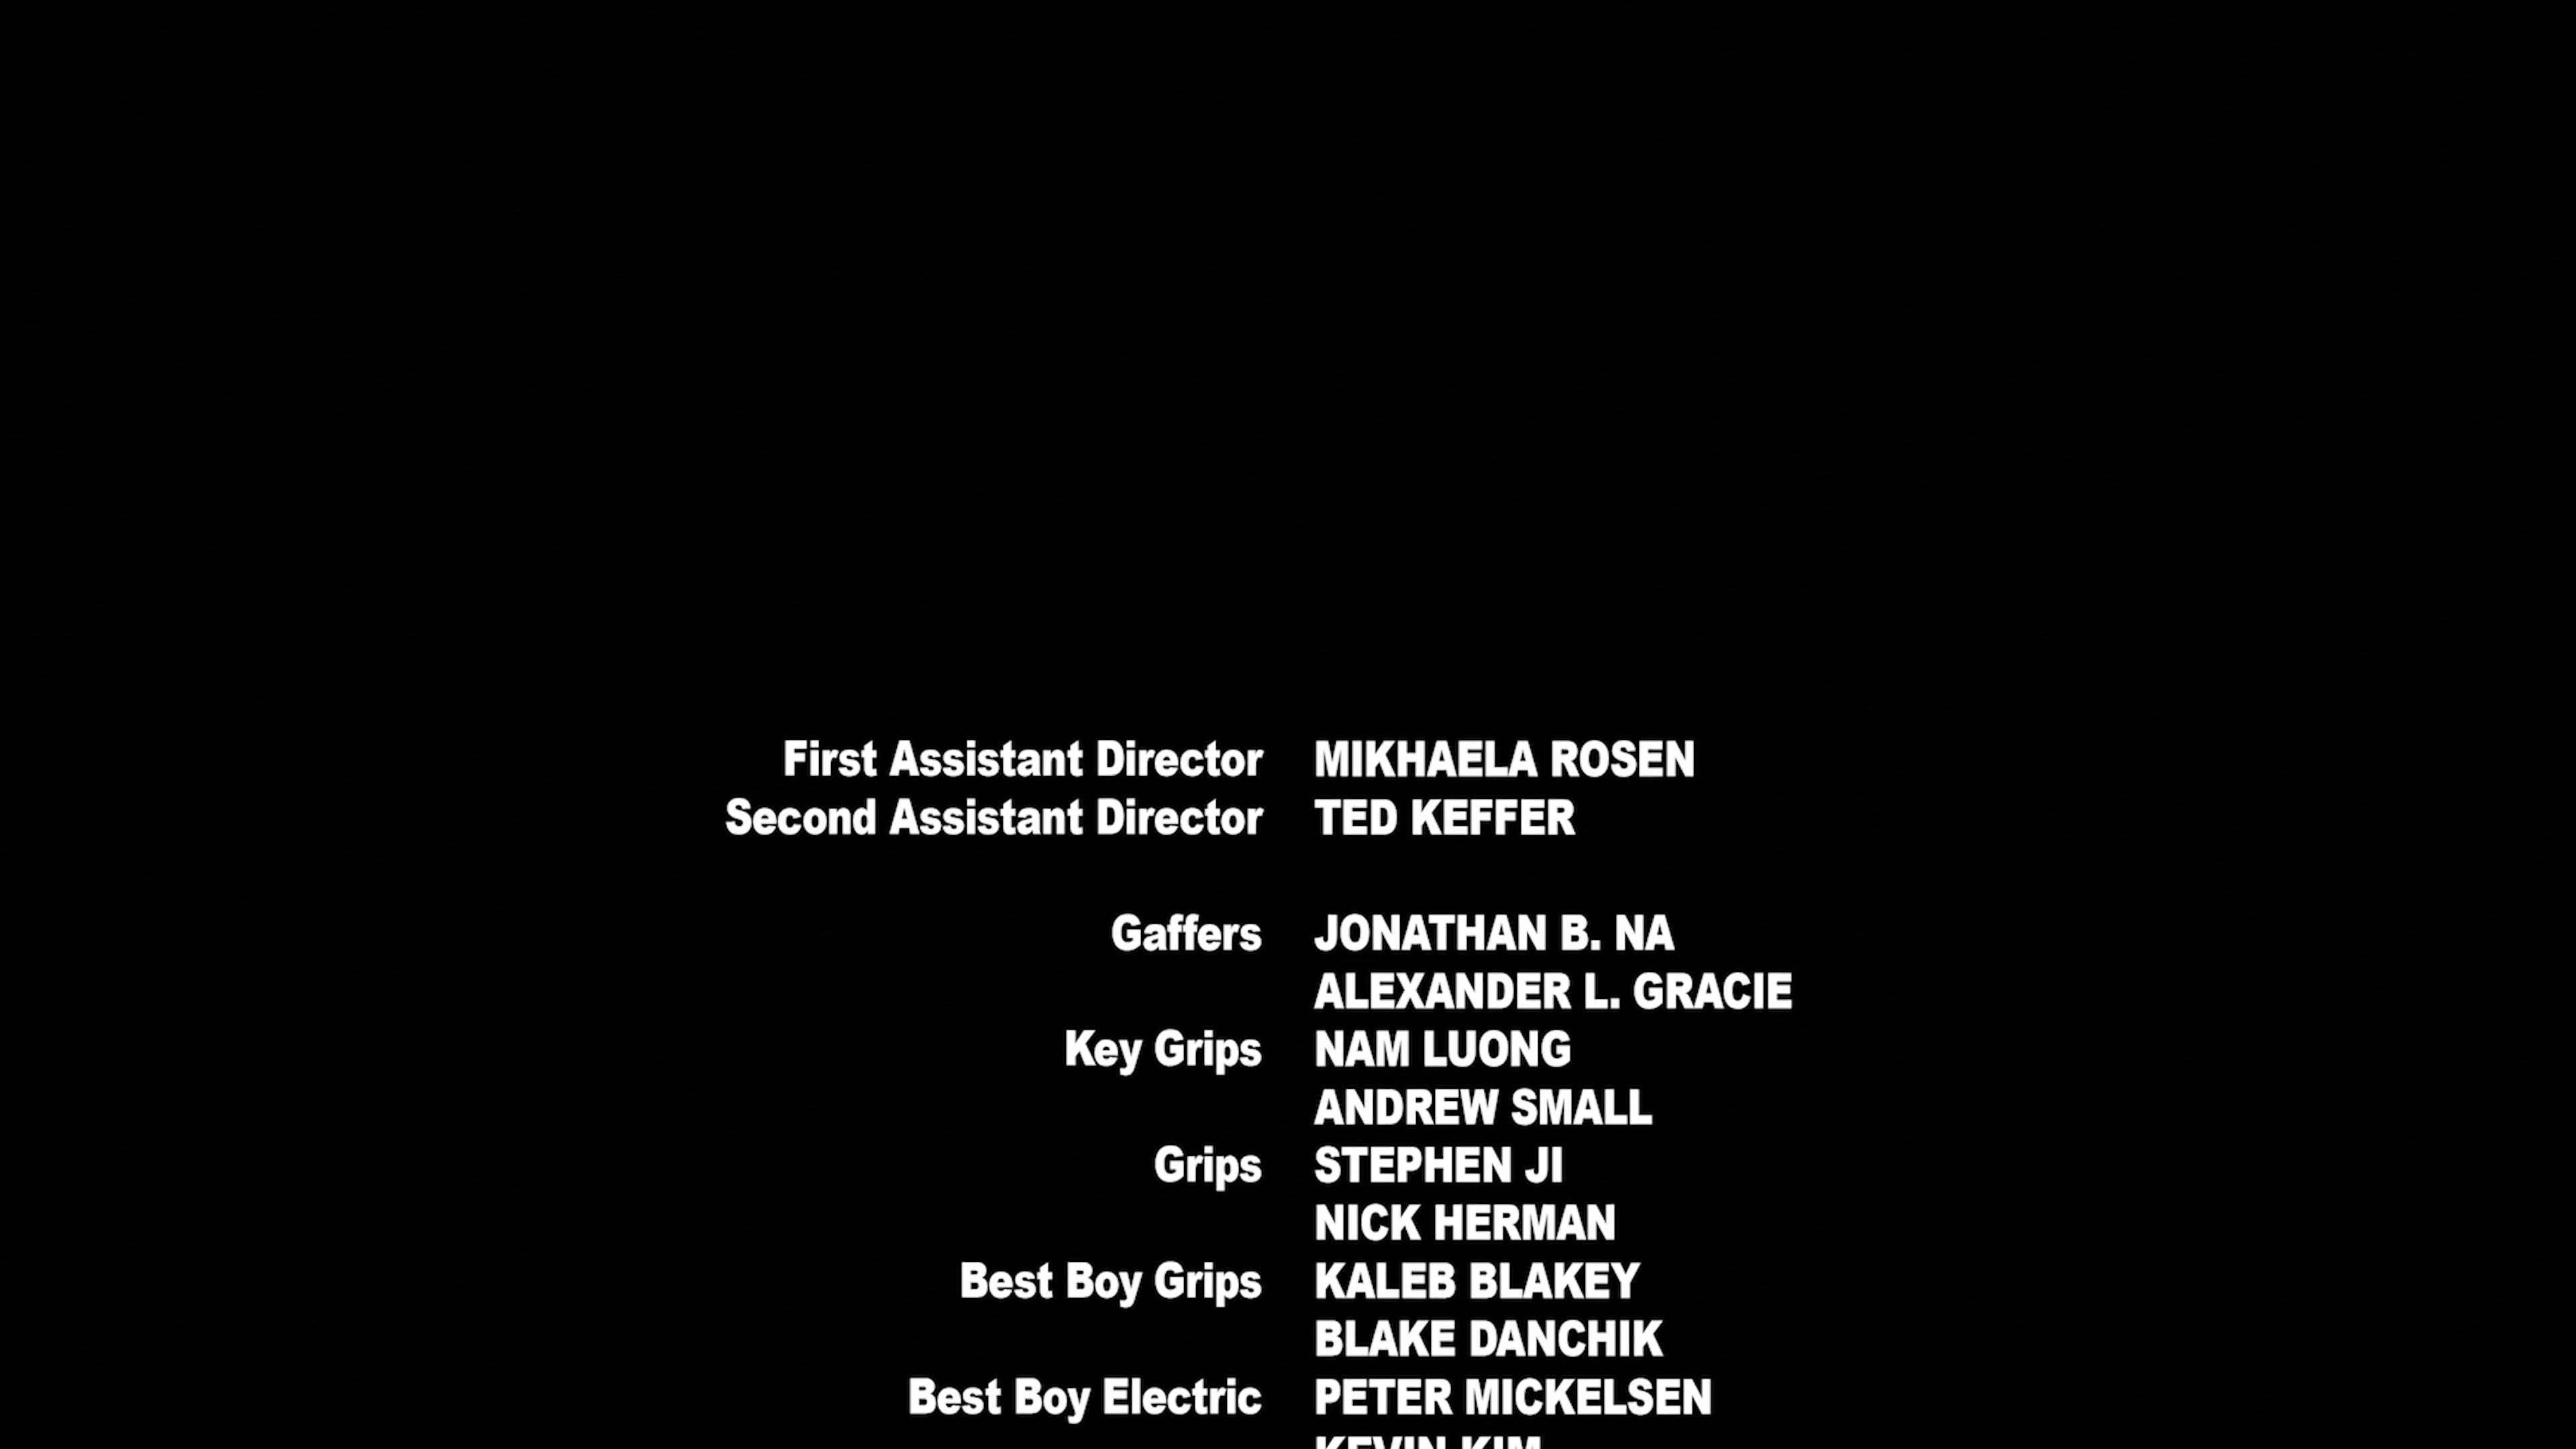 First Assistant Director MIKHAELA ROSEN
Second Assistant Director TED KEFFER
Gaffers JONATHAN B. NA
ALEXANDER L. GRACIE
Key Grips NAM LUONG
ANDREW SMALL
Grips STEPHEN JI
NICK HERMAN
Best Boy Grips KALEB BLAKEY
BLAKE DANCHIK
Best Boy Electric PETER MICKELSEN
KEVIN KIM